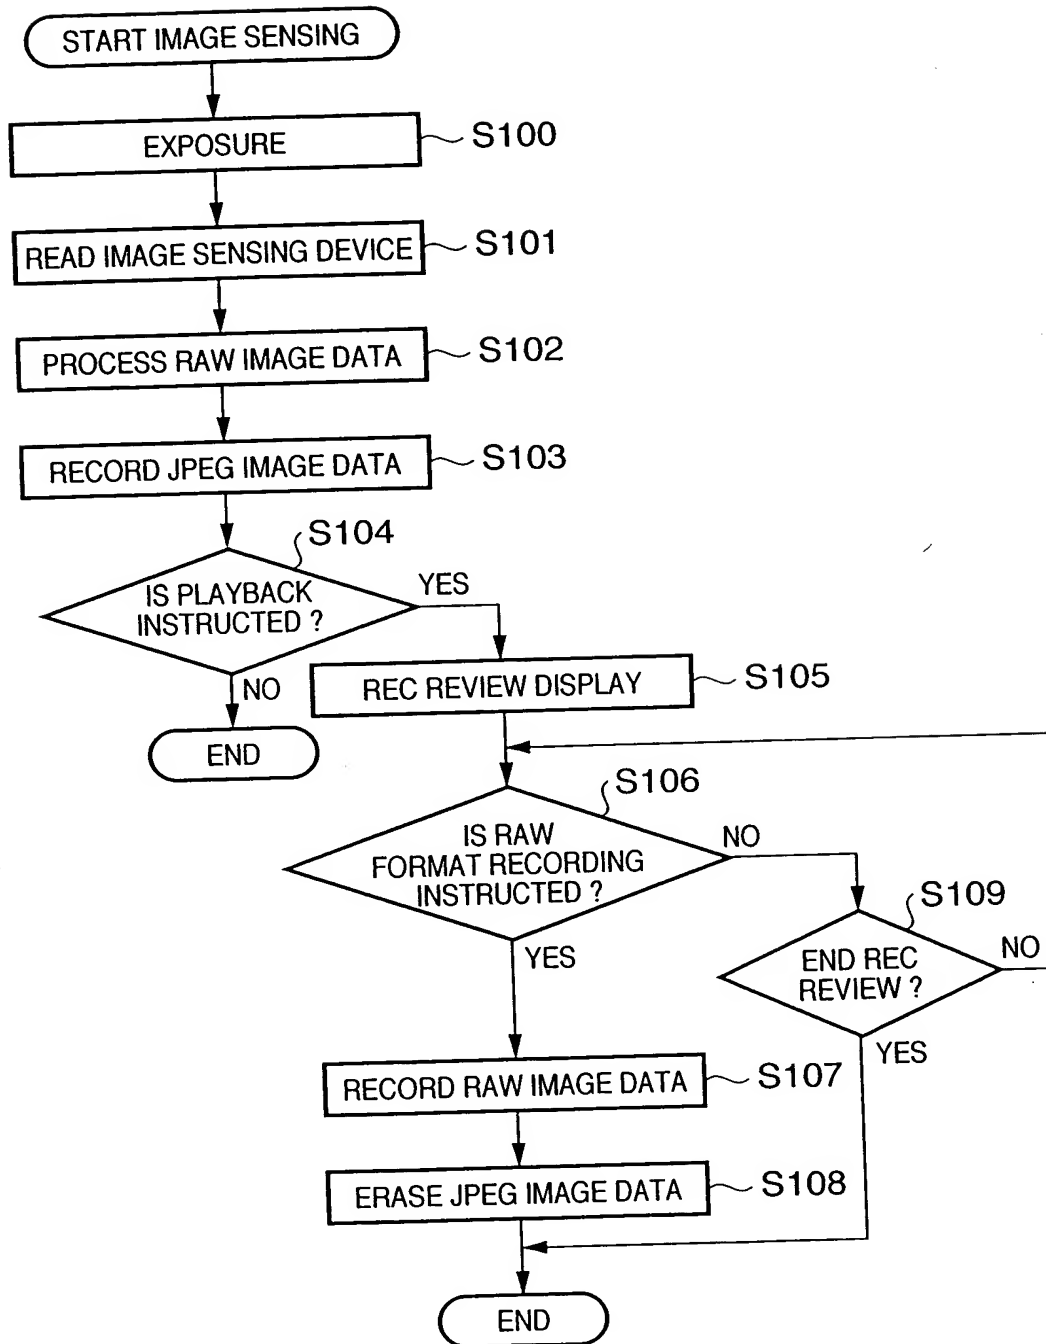 START IMAGE SENSING
EXPOSURE
S100
READ IMAGE SENSING DEVICE
S101
PROCESS RAW IMAGE DATA
S102
RECORD JPEG IMAGE DATA
S103
S104
IS PLAYBACK
INSTRUCTED ?
YES
NO
END
REC REVIEW DISPLAY
S105
S106
IS RAW
FORMAT RECORDING
INSTRUCTED ?
NO
YES
S109
END REC
REVIEW ?
NO
YES
RECORD RAW IMAGE DATA
S107
ERASE JPEG IMAGE DATA
S108
END